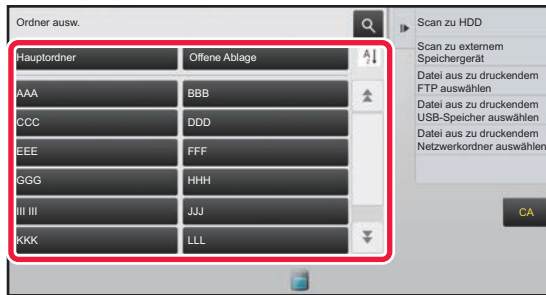 Ordner ausw.
Hauptordner
Offene Ablage
AAA
BBB
CCC
DDD
EEE
FFF
GGG
HHH
III III
JJJ
KKK
LLL
Scan zu HDD
Scan zu externem
Speichergerät
Datei aus zu druckendem
FTP auswählen
Datei aus zu druckendem
USB-Speicher auswählen
Datei aus zu druckendem
Netzwerkordner auswählen
CA